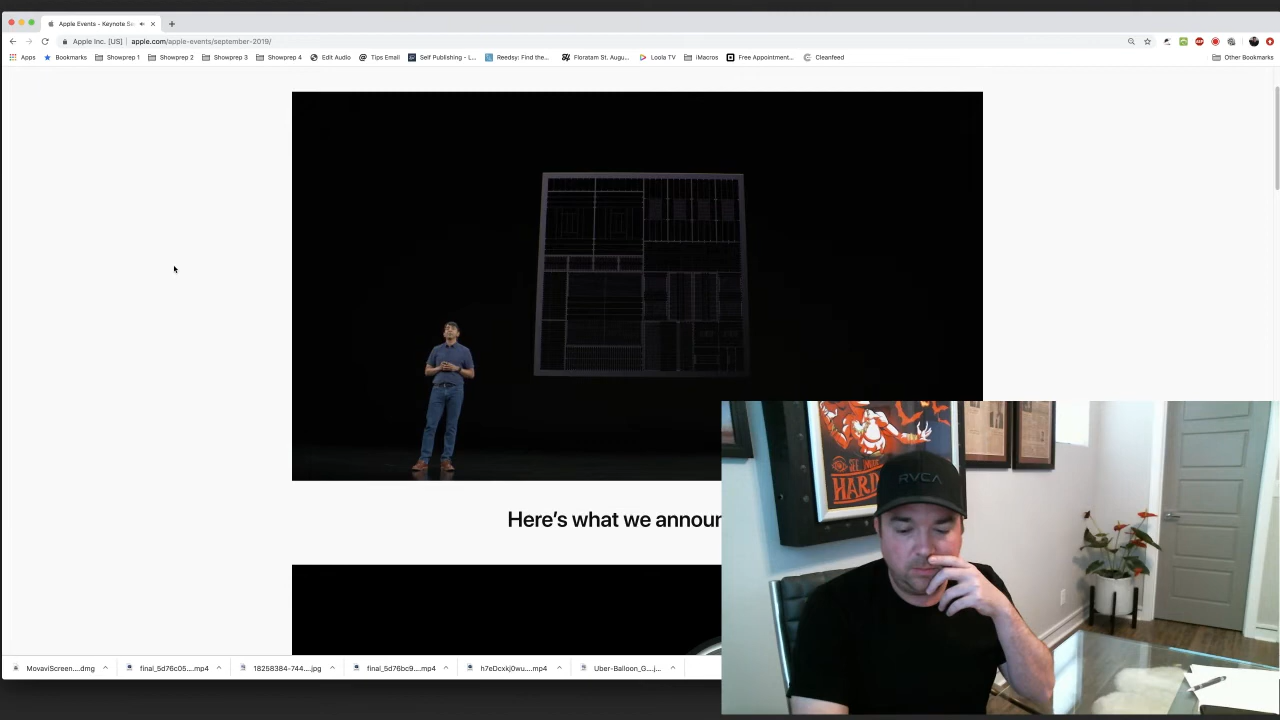 Apple Events - Keynote Se
Apple Inc. [US] | apple.com/apple-events/september-2019/
Apps Bookmarks Showprep 1 Showprep 2 Showprep 3 Showprep 4 Edit Audio Tips Email Self Publishing - L... Reedsy: Find the... Floratam St. Augu... Loola TV iMacros Free Appointment... Cleanfeed Other Bookmarks
Here's what we announ
HARD
RVCA
MovaviScreen....dmg final_5d76c05....mp4 18258384-744....jpg final_5d76bc9....mp4 h7eDcxkj0wu....mp4 Uber-Balloon_G....j...